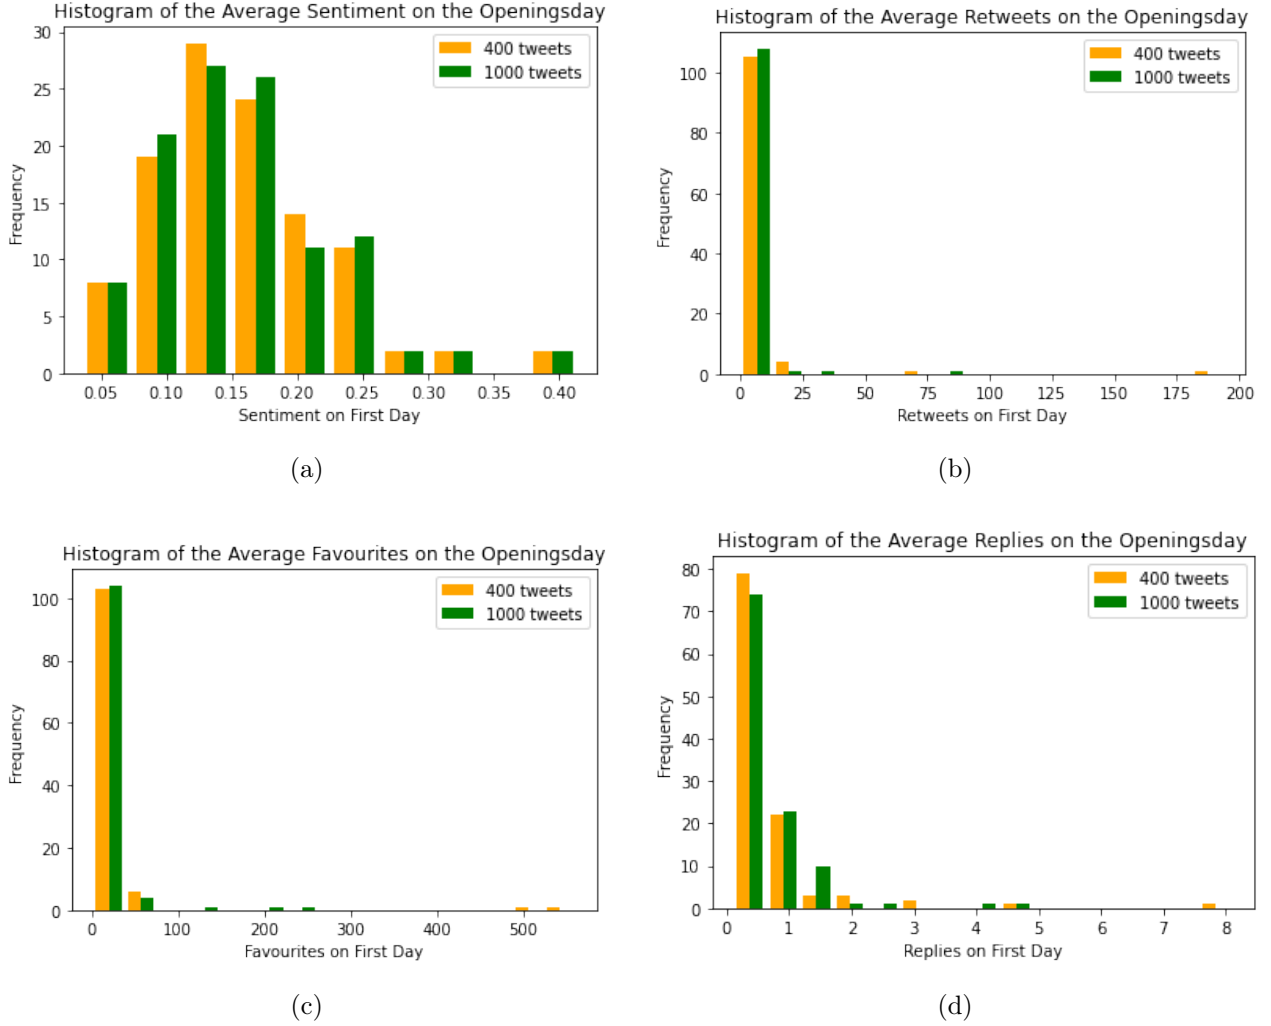 Histogram of the Average Sentiment on the Openingsday
30
25
20
15
10
5
0
Frequency
400 tweets
1000 tweets
0.05 0.10 0.15 0.20 0.25 0.30 0.35 0.40
Sentiment on First Day
(a)
Histogram of the Average Retweets on the Openingsday
100
80
60
40
20
0
Frequency
400 tweets
1000 tweets
0 25 50 75 100 125 150 175 200
Retweets on First Day
(b)
Histogram of the Average Favourites on the Openingsday
100
80
60
40
20
0
Frequency
400 tweets
1000 tweets
0 100 200 300 400 500
Favourites on First Day
(c)
Histogram of the Average Replies on the Openingsday
80
70
60
50
40
30
20
10
0
Frequency
400 tweets
1000 tweets
0 1 2 3 4 5 6 7 8
Replies on First Day
(d)